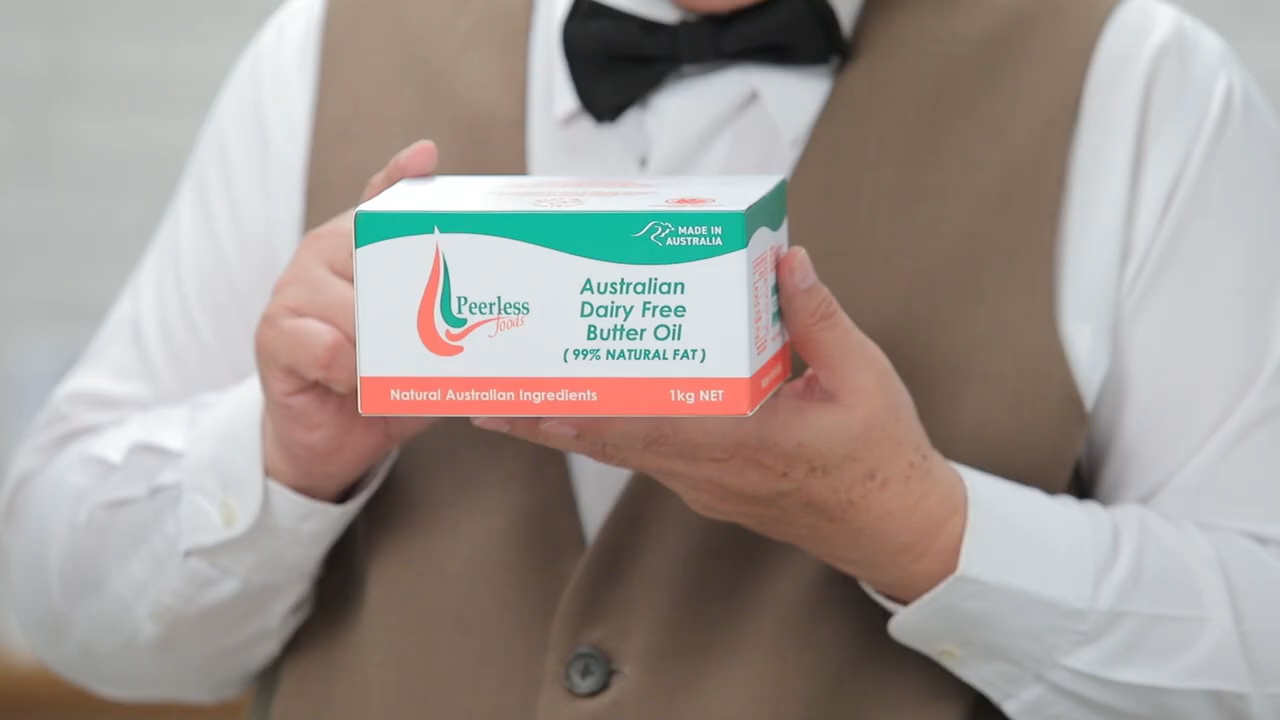 MADE IN
AUSTRALIA
Peerless
foods
Australian
Dairy Free
Butter Oil
( 99% NATURAL FAT )
Natural Australian Ingredients
1kg NET